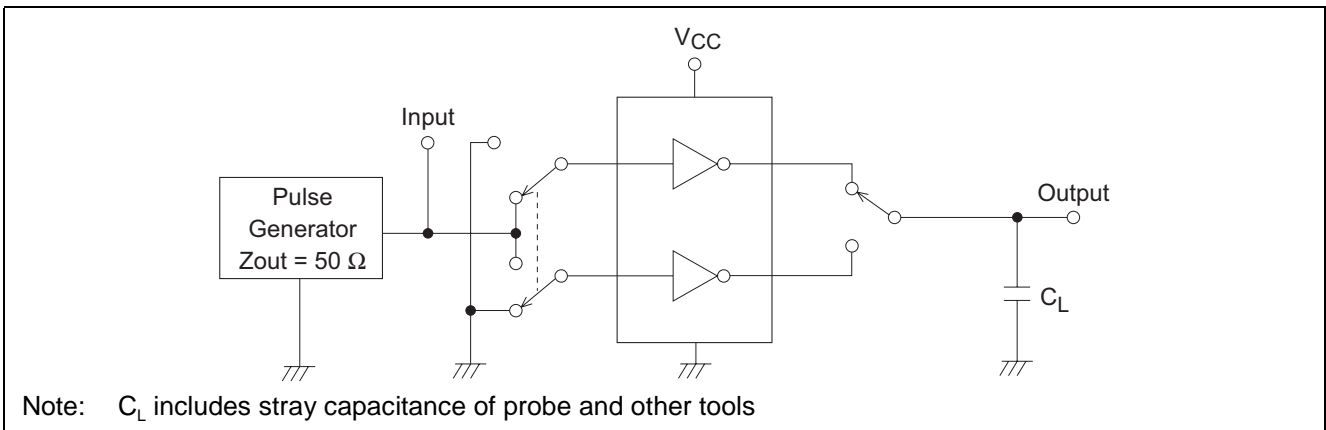 VCC
Input
Pulse
Generator
Zout = 50 Ω
Output
CL
Note: CL includes stray capacitance of probe and other tools